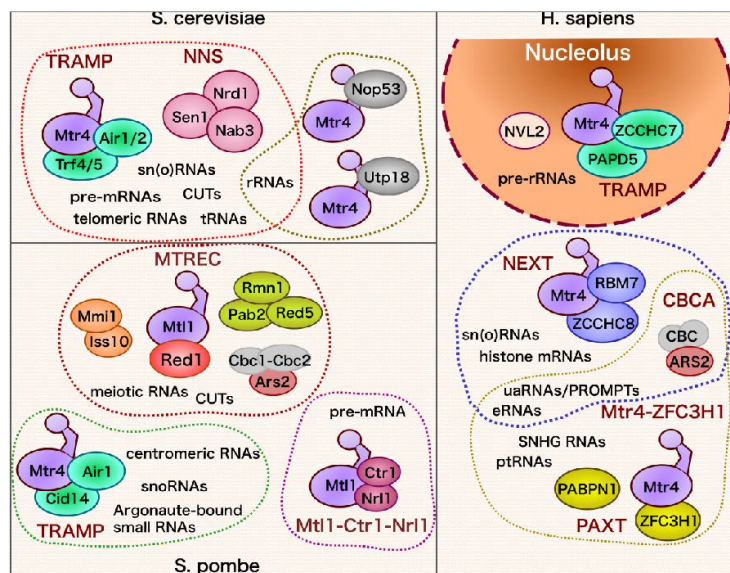 S. cerevisiae
TRAMP
NNS
Mtr4
Air1/2
Trf4/5
Nrd1
Sen1
Nab3
sn(o)RNAs
pre-mRNAs
CUTs
telomeric RNAs
tRNAs
rRNAs
Nop53
Mtr4
Utp18
Mtr4
H. sapiens
Nucleolus
NVL2
Mtr4
ZCCHC7
PAPD5
pre-rRNAs
TRAMP
MTREC
Mmi1
Iss10
Mtl1
Red1
Rmn1
Pab2
Red5
Cbc1-Cbc2
Ars2
meiotic RNAs
CUTs
Mtr4
Air1
Cid14
TRAMP
centromeric RNAs
snoRNAs
Argonaute-bound
small RNAs
pre-mRNA
Mtl1
Ctr1
Nrl1
Mtl1-Ctr1-Nrl1
S. pombe
NEXT
Mtr4
RBM7
ZCCHC8
sn(o)RNAs
histone mRNAs
CBCA
CBC
ARS2
uaRNAs/PROMPTs
eRNAs
Mtr4-ZFC3H1
SNHG RNAs
ptRNAs
PABPN1
Mtr4
ZFC3H1
PAXT